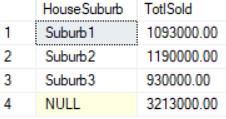 HouseSuburb TotlSold
1 Suburb1 1093000.00
2 Suburb2 1190000.00
3 Suburb3 930000.00
4 NULL 3213000.00